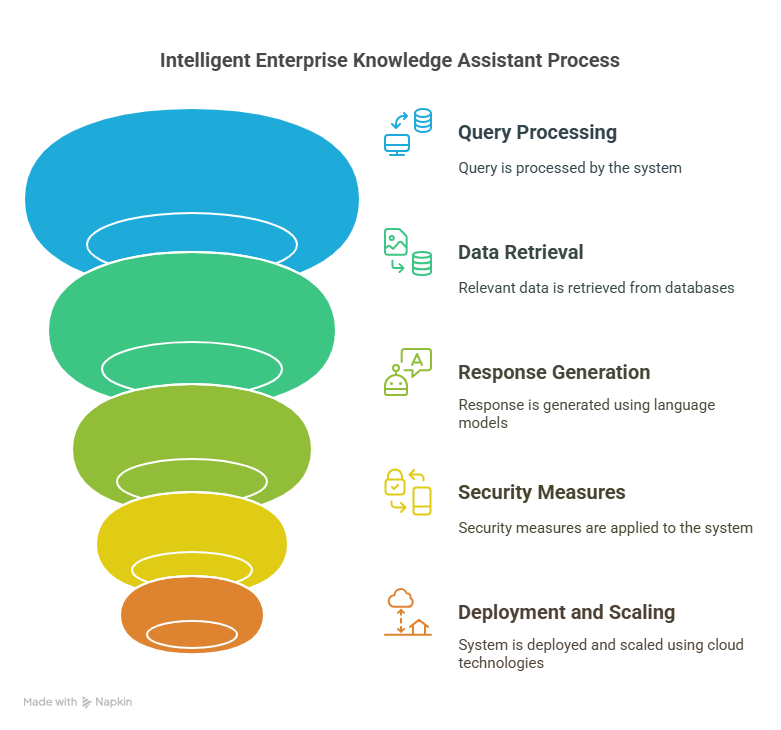 Intelligent Enterprise Knowledge Assistant Process
Query Processing
Query is processed by the system
Data Retrieval
Relevant data is retrieved from databases
A
Response Generation
Response is generated using language
models
Security Measures
Security measures are applied to the system
Deployment and Scaling
System is deployed and scaled using cloud
technologies
Made with Napkin